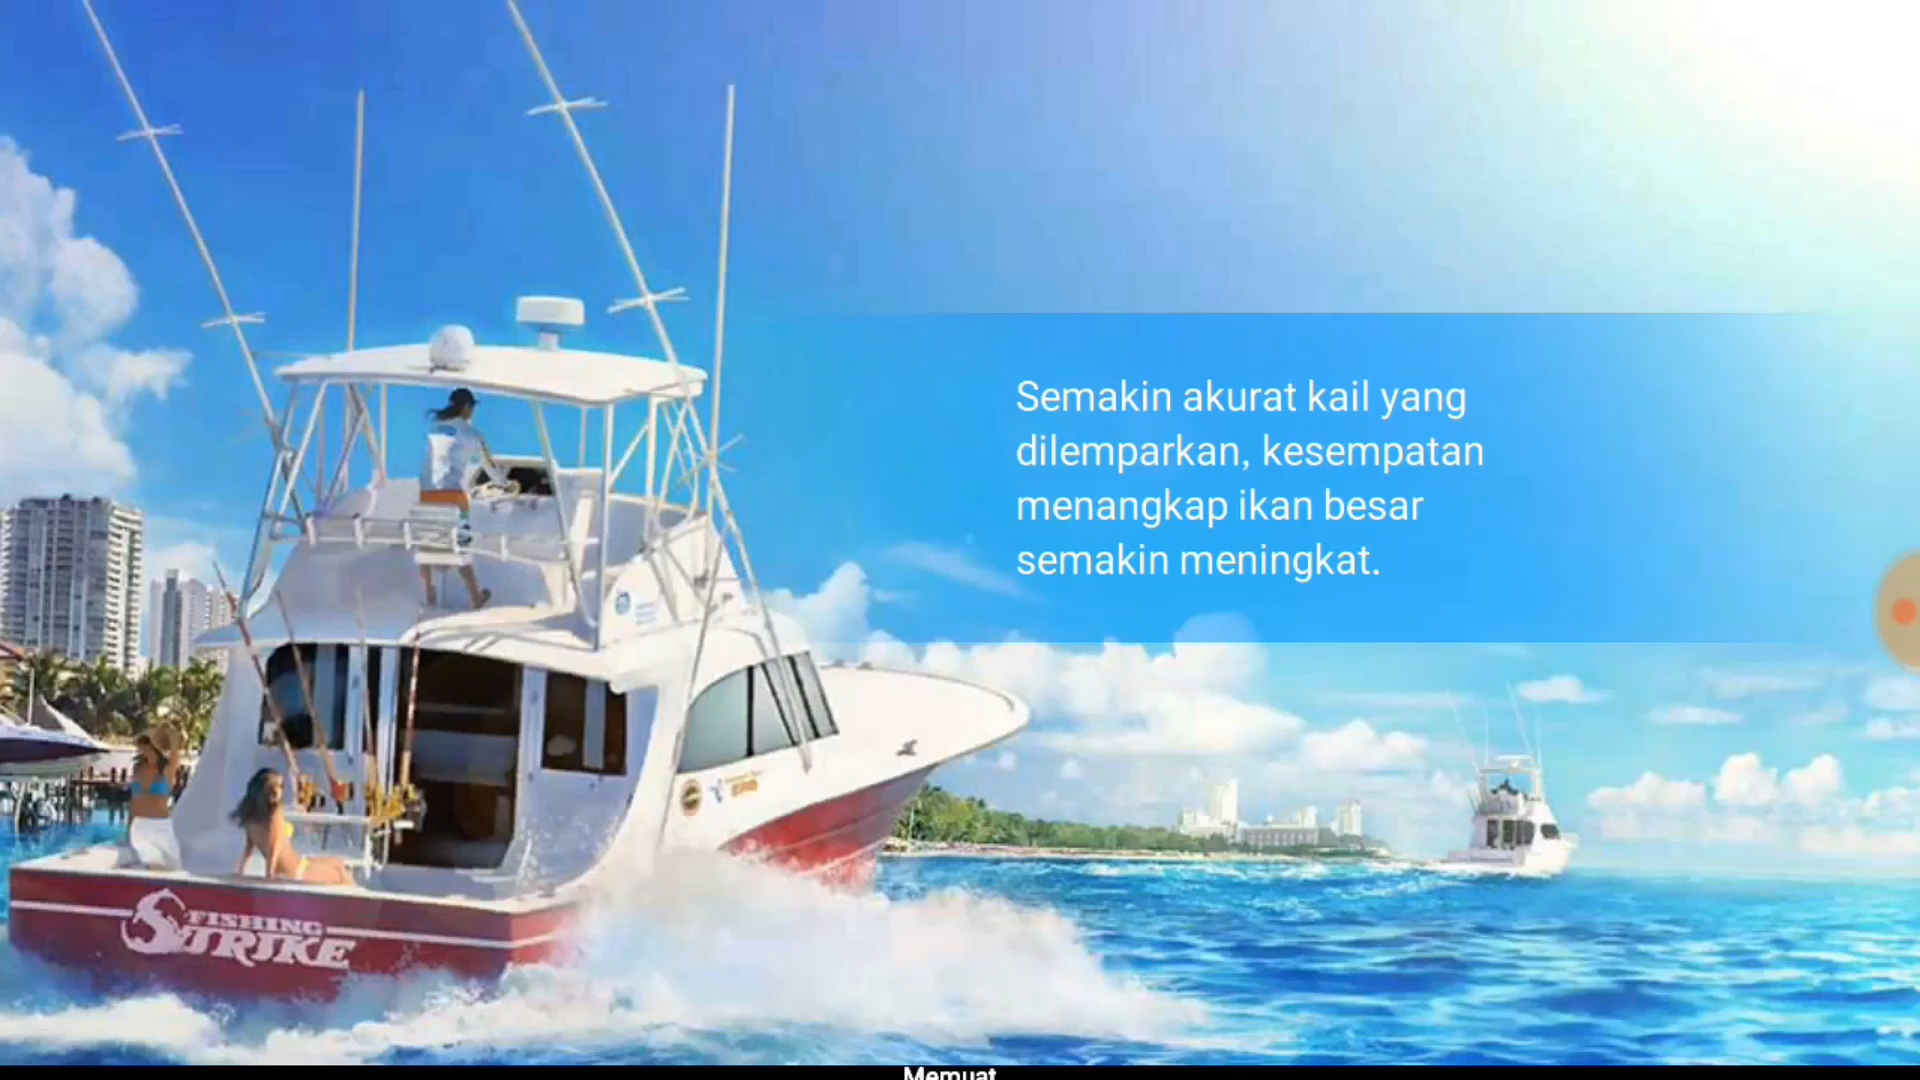 Semakin akurat kail yang
dilemparkan, kesempatan
menangkap ikan besar
semakin meningkat.
FISHING
STRIKE
Memuat